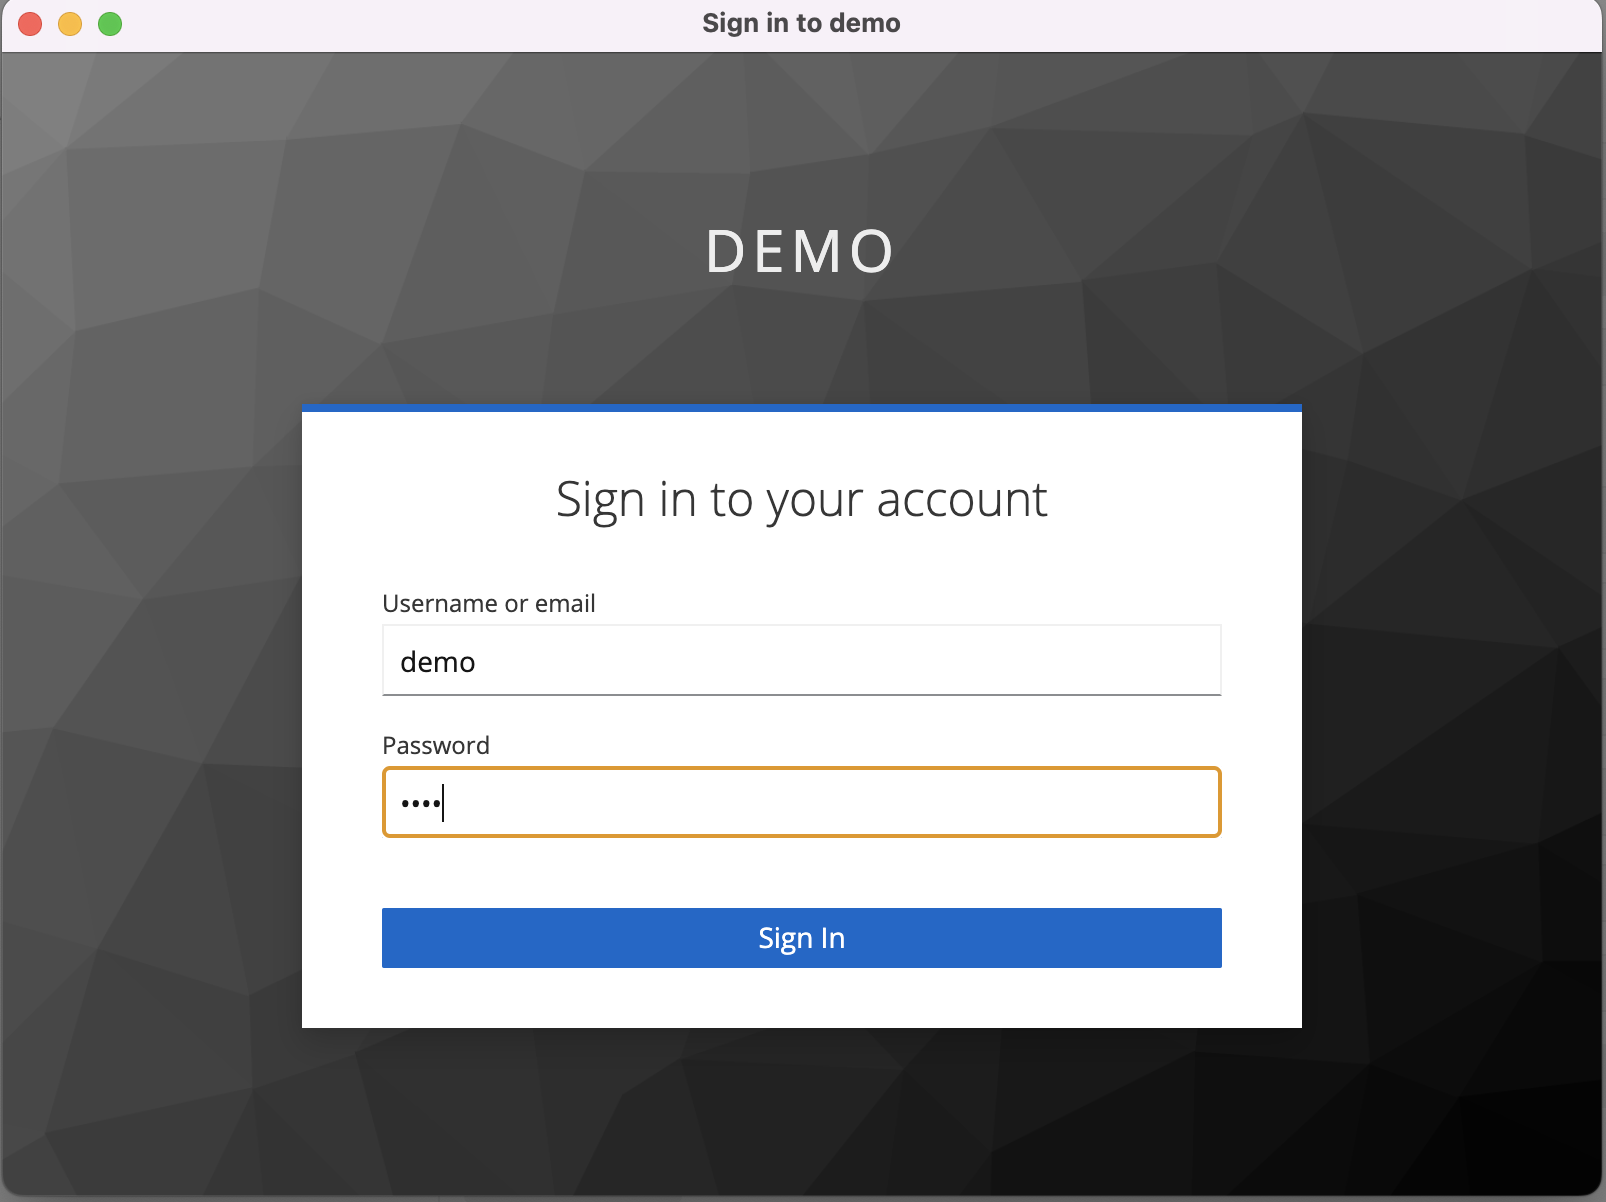 Sign in to demo
DEMO
Sign in to your account
Username or email
demo
Password
••••
Sign In